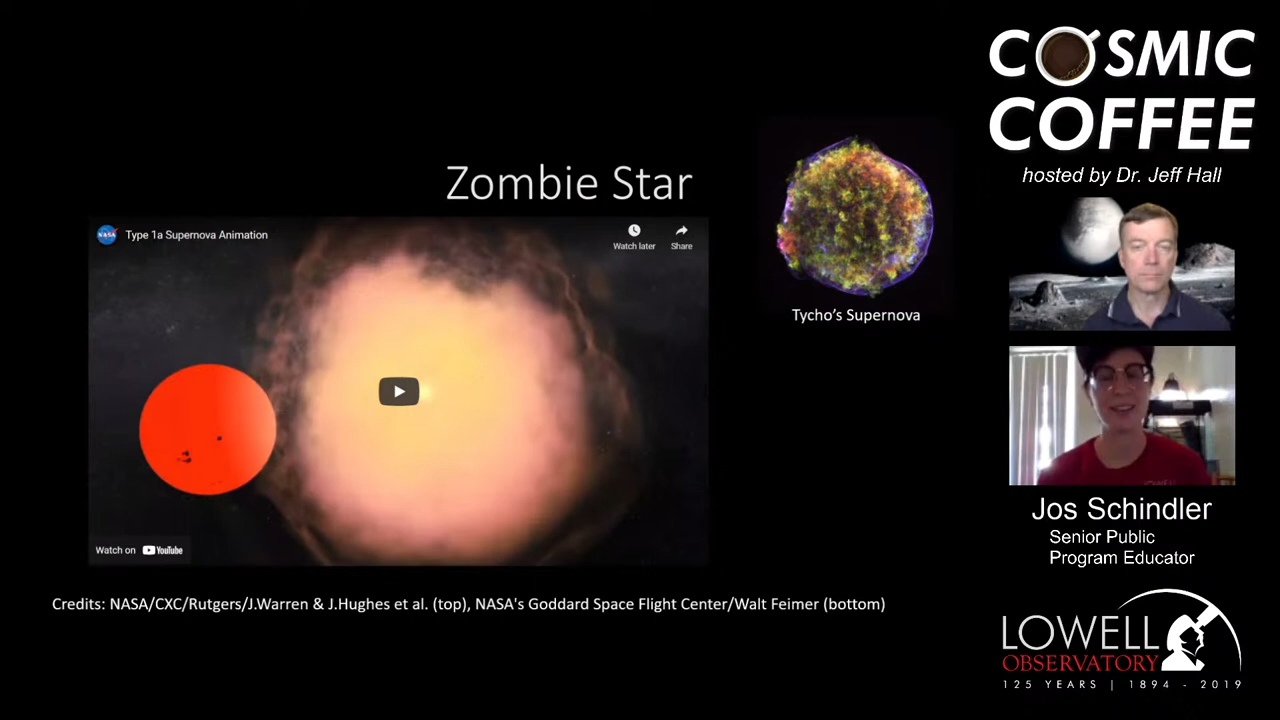 Zombie Star
NASA
Type 1a Supernova Animation
Watch later
Share
Watch on YouTube
Tycho's Supernova
Credits: NASA/CXC/Rutgers/J.Warren & J.Hughes et al. (top), NASA's Goddard Space Flight Center/Walt Feimer (bottom)
COSMIC
COFFEE
hosted by Dr. Jeff Hall
LOWELL
Jos Schindler
Senior Public
Program Educator
LOWELL
OBSERVATORY
125 YEARS | 1894 - 2019